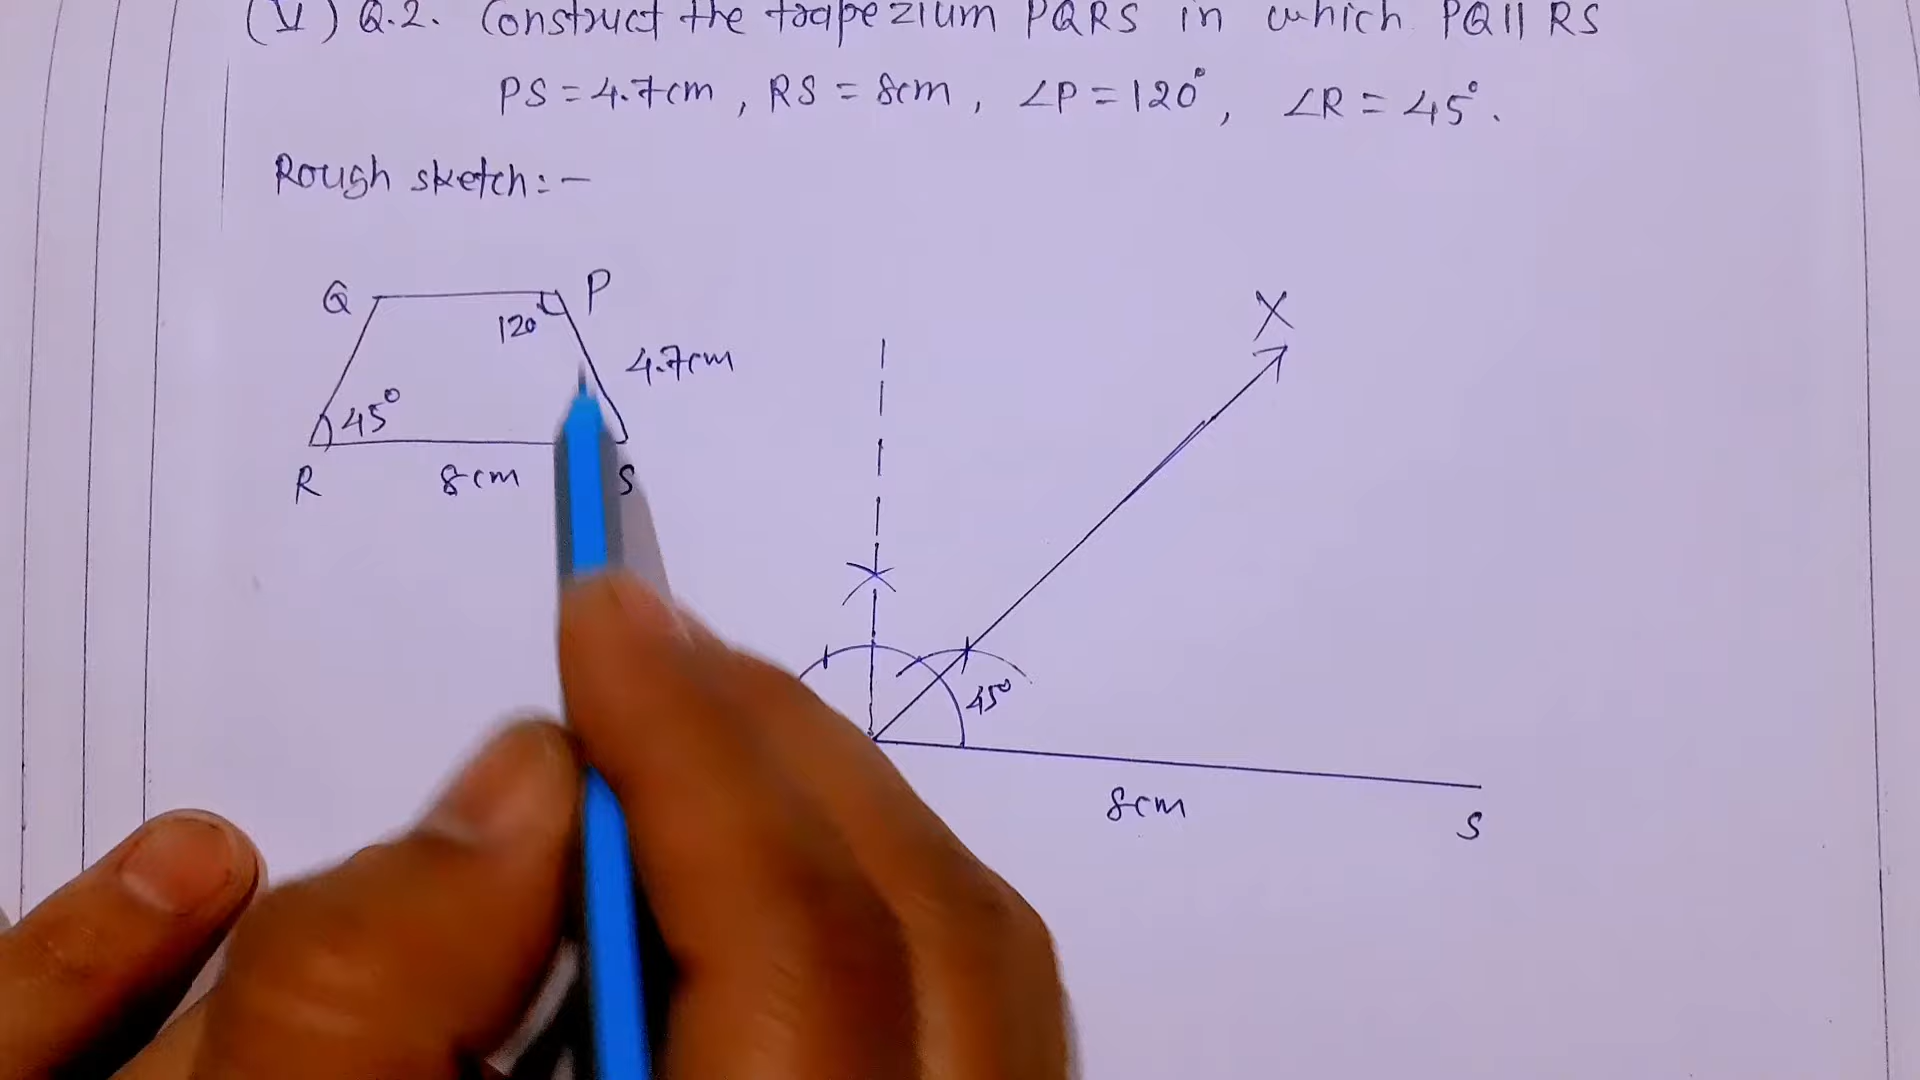 (V) Q.2. Construct the trapezium PQRS in which PQ || RS
PS = 4.7cm, RS = 8cm, ∠P = 120°, ∠R = 45°.
Rough sketch:-
Q P
120°
4.7cm
45°
R 8cm S
X
45°
8cm
S